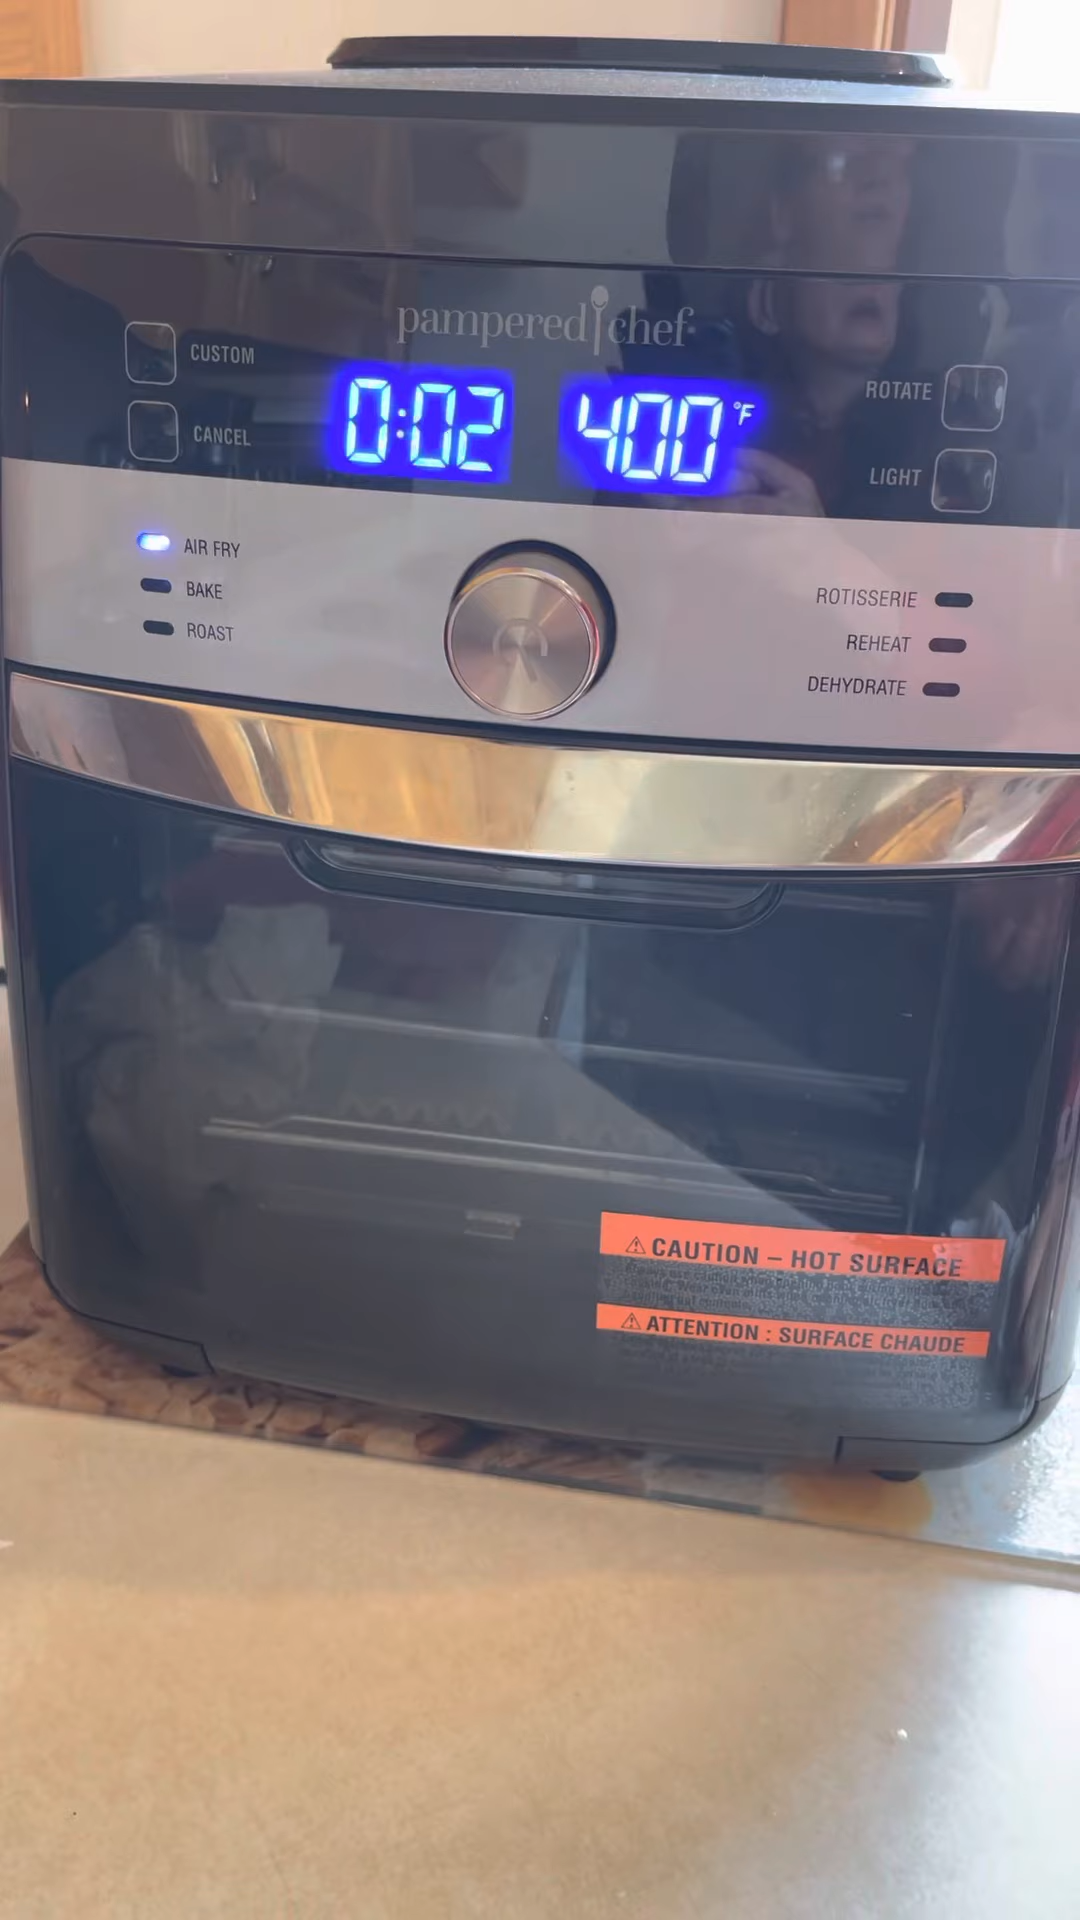 pampered chef
CUSTOM
CANCEL
0:02
400 °F
ROTATE
LIGHT
AIR FRY
BAKE
ROAST
ROTISSERIE
REHEAT
DEHYDRATE
⚠ CAUTION – HOT SURFACE
⚠ ATTENTION : SURFACE CHAUDE